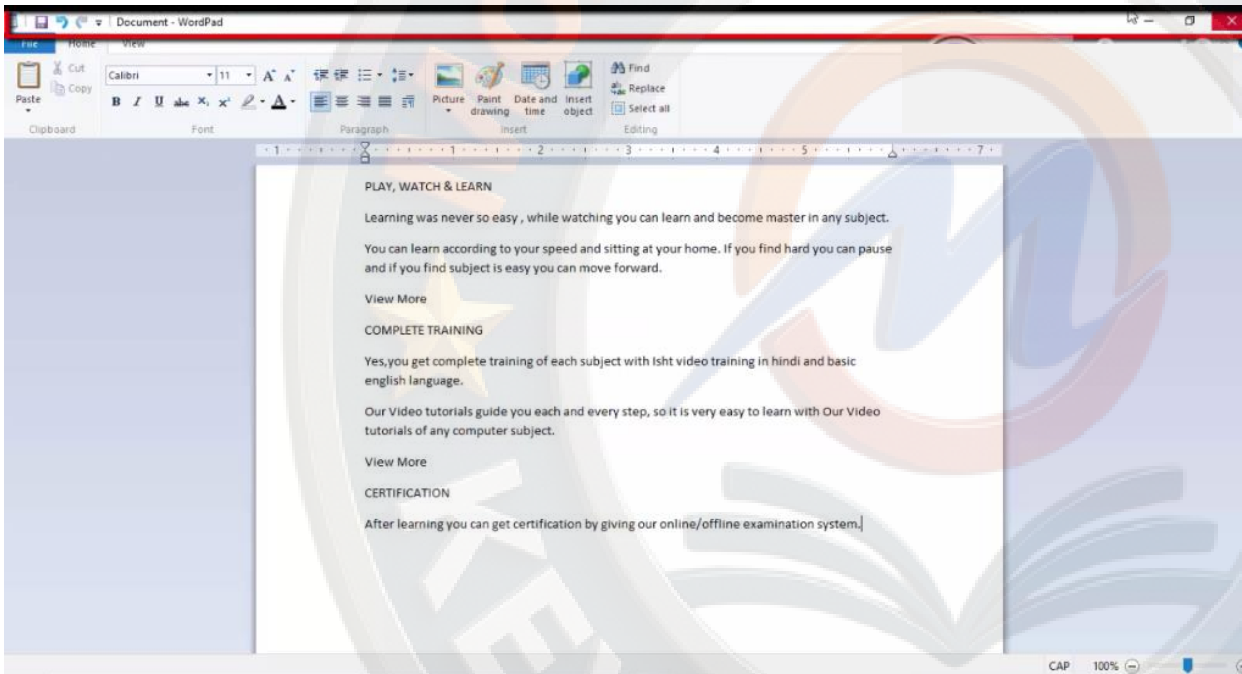 Document - WordPad
File Home View
Paste
Cut
Copy
Clipboard
Calibri 11
Font
Paragraph
Picture
Paint drawing
Date and time
Insert object
Insert
Find
Replace
Select all
Editing
1 1 2 3 4 5 7
PLAY, WATCH & LEARN
Learning was never so easy , while watching you can learn and become master in any subject.
You can learn according to your speed and sitting at your home. If you find hard you can pause
and if you find subject is easy you can move forward.
View More
COMPLETE TRAINING
Yes,you get complete training of each subject with Isht video training in hindi and basic
english language.
Our Video tutorials guide you each and every step, so it is very easy to learn with Our Video
tutorials of any computer subject.
View More
CERTIFICATION
After learning you can get certification by giving our online/offline examination system.
CAP 100%